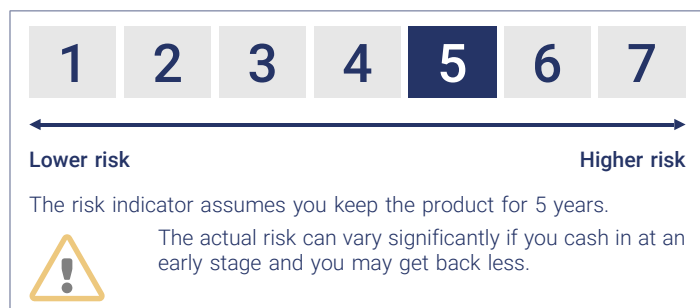 1 2 3 4 5 6 7
Lower risk Higher risk
The risk indicator assumes you keep the product for 5 years.
The actual risk can vary significantly if you cash in at an
early stage and you may get back less.